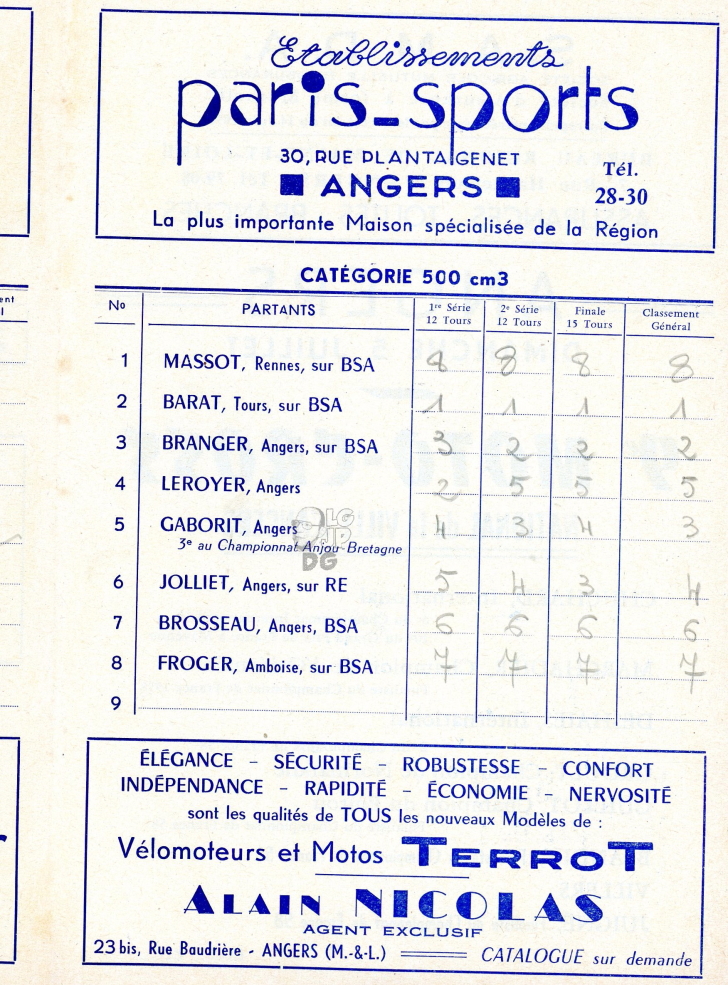 Etablissements
paris-sports
30, RUE PLANTAGENET
ANGERS
Tél.
28-30
La plus importante Maison spécialisée de la Région
CATÉGORIE 500 cm3
No PARTANTS 1re Série 12 Tours 2e Série 12 Tours Finale 15 Tours Classement Général
1 MASSOT, Rennes, sur BSA 8 8 8 8
2 BARAT, Tours, sur BSA 1 1 1 1
3 BRANGER, Angers, sur BSA 3 2 2 2
4 LEROYER, Angers 2 5 5 5
5 GABORIT, Angers 4 3 4 3
3e au Championnat Anjou-Bretagne
6 JOLLIET, Angers, sur RE 5 4 3 4
7 BROSSEAU, Angers, BSA 6 6 6 6
8 FROGER, Amboise, sur BSA 7 7 7 7
9
ÉLÉGANCE - SÉCURITÉ - ROBUSTESSE - CONFORT
INDÉPENDANCE - RAPIDITÉ - ÉCONOMIE - NERVOSITÉ
sont les qualités de TOUS les nouveaux Modèles de :
Vélomoteurs et Motos TERROT
ALAIN NICOLAS
AGENT EXCLUSIF
23 bis, Rue Baudrière - ANGERS (M.-&-L.) CATALOGUE sur demande